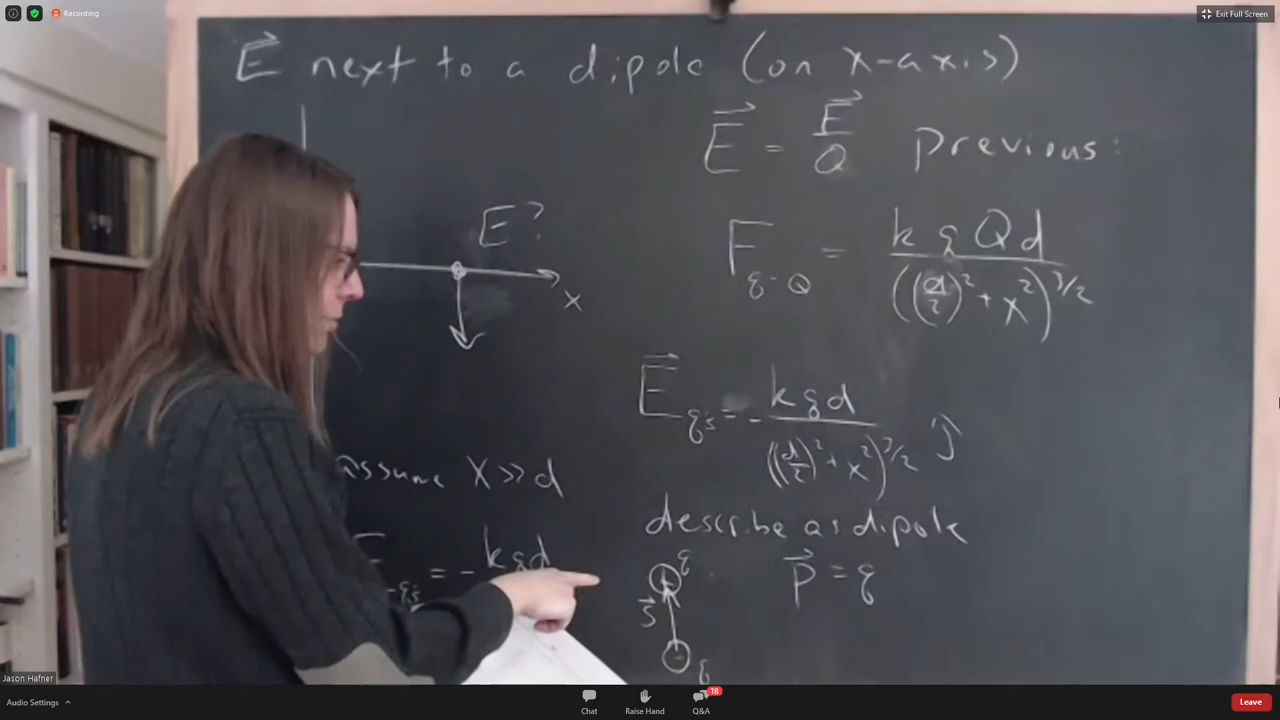 Recording
Exit Full Screen
E⃗ next to a dipole (on x-axis)
E⃗ = E⃗/Q previous:
E?
x
F q-Q = kqQd/((d/2)² + x²)^3/2
E⃗ q's = - kqd/((d/2)² + x²)^3/2 ĵ
assume x >> d
describe as dipole
= - kqd
q
s⃗
p⃗ = q
-
q
Jason Hafner
Audio Settings
Chat
Raise Hand
18
Q&A
Leave